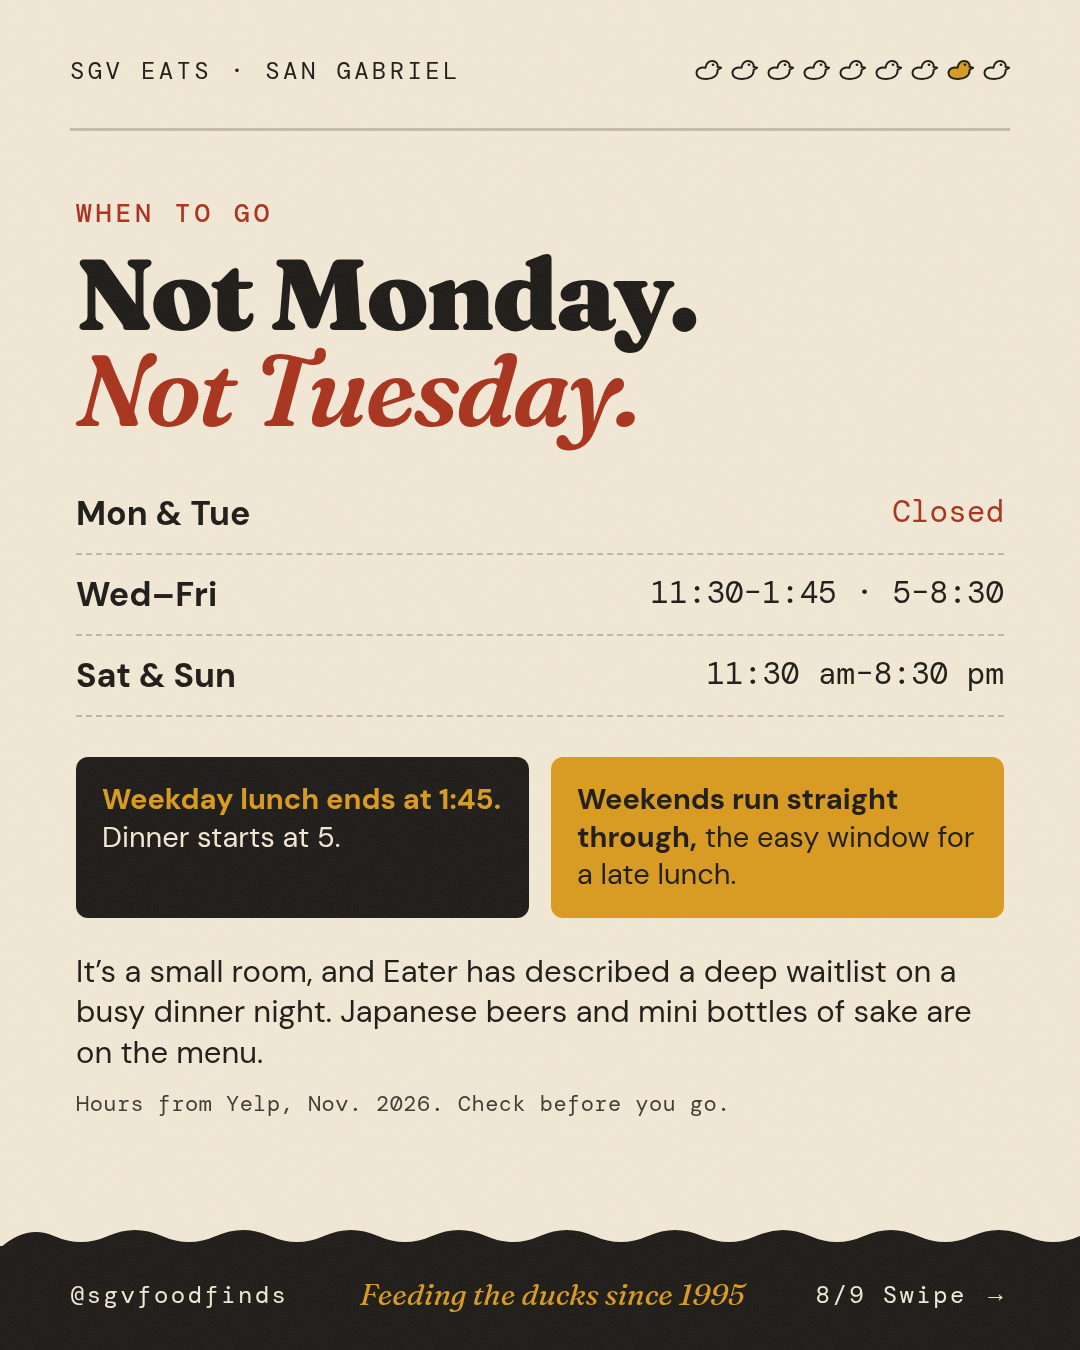 SGV EATS · SAN GABRIEL
WHEN TO GO
Not Monday.
Not Tuesday.
Mon & Tue Closed
Wed–Fri 11:30–1:45 · 5–8:30
Sat & Sun 11:30 am–8:30 pm
Weekday lunch ends at 1:45.
Dinner starts at 5.
Weekends run straight
through, the easy window for
a late lunch.
It’s a small room, and Eater has described a deep waitlist on a
busy dinner night. Japanese beers and mini bottles of sake are
on the menu.
Hours from Yelp, Nov. 2026. Check before you go.
@sgvfoodfinds Feeding the ducks since 1995 8/9 Swipe →